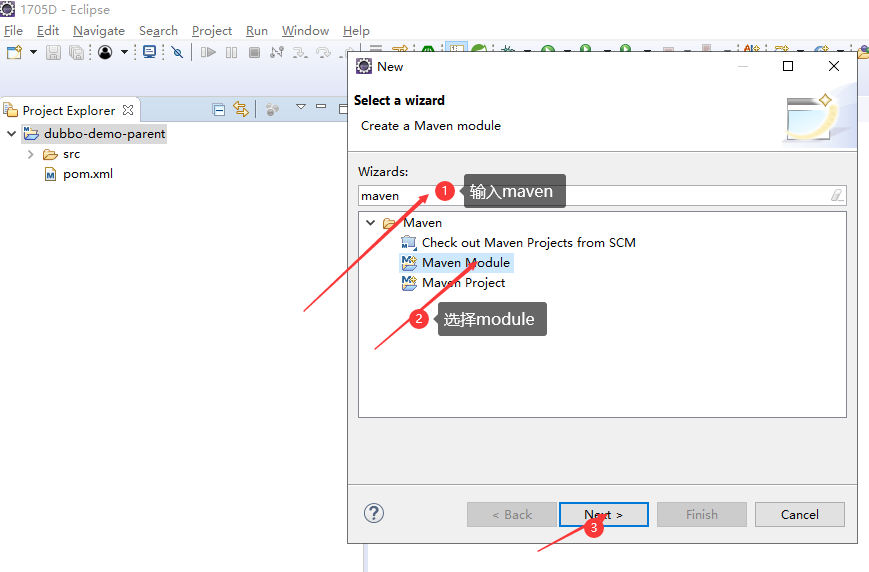 1705D - Eclipse
File Edit Navigate Search Project Run Window Help
Project Explorer
dubbo-demo-parent
src
pom.xml
New
Select a wizard
Create a Maven module
Wizards:
maven
1 输入maven
Maven
Check out Maven Projects from SCM
Maven Module
Maven Project
2 选择module
< Back Next > Finish Cancel
3